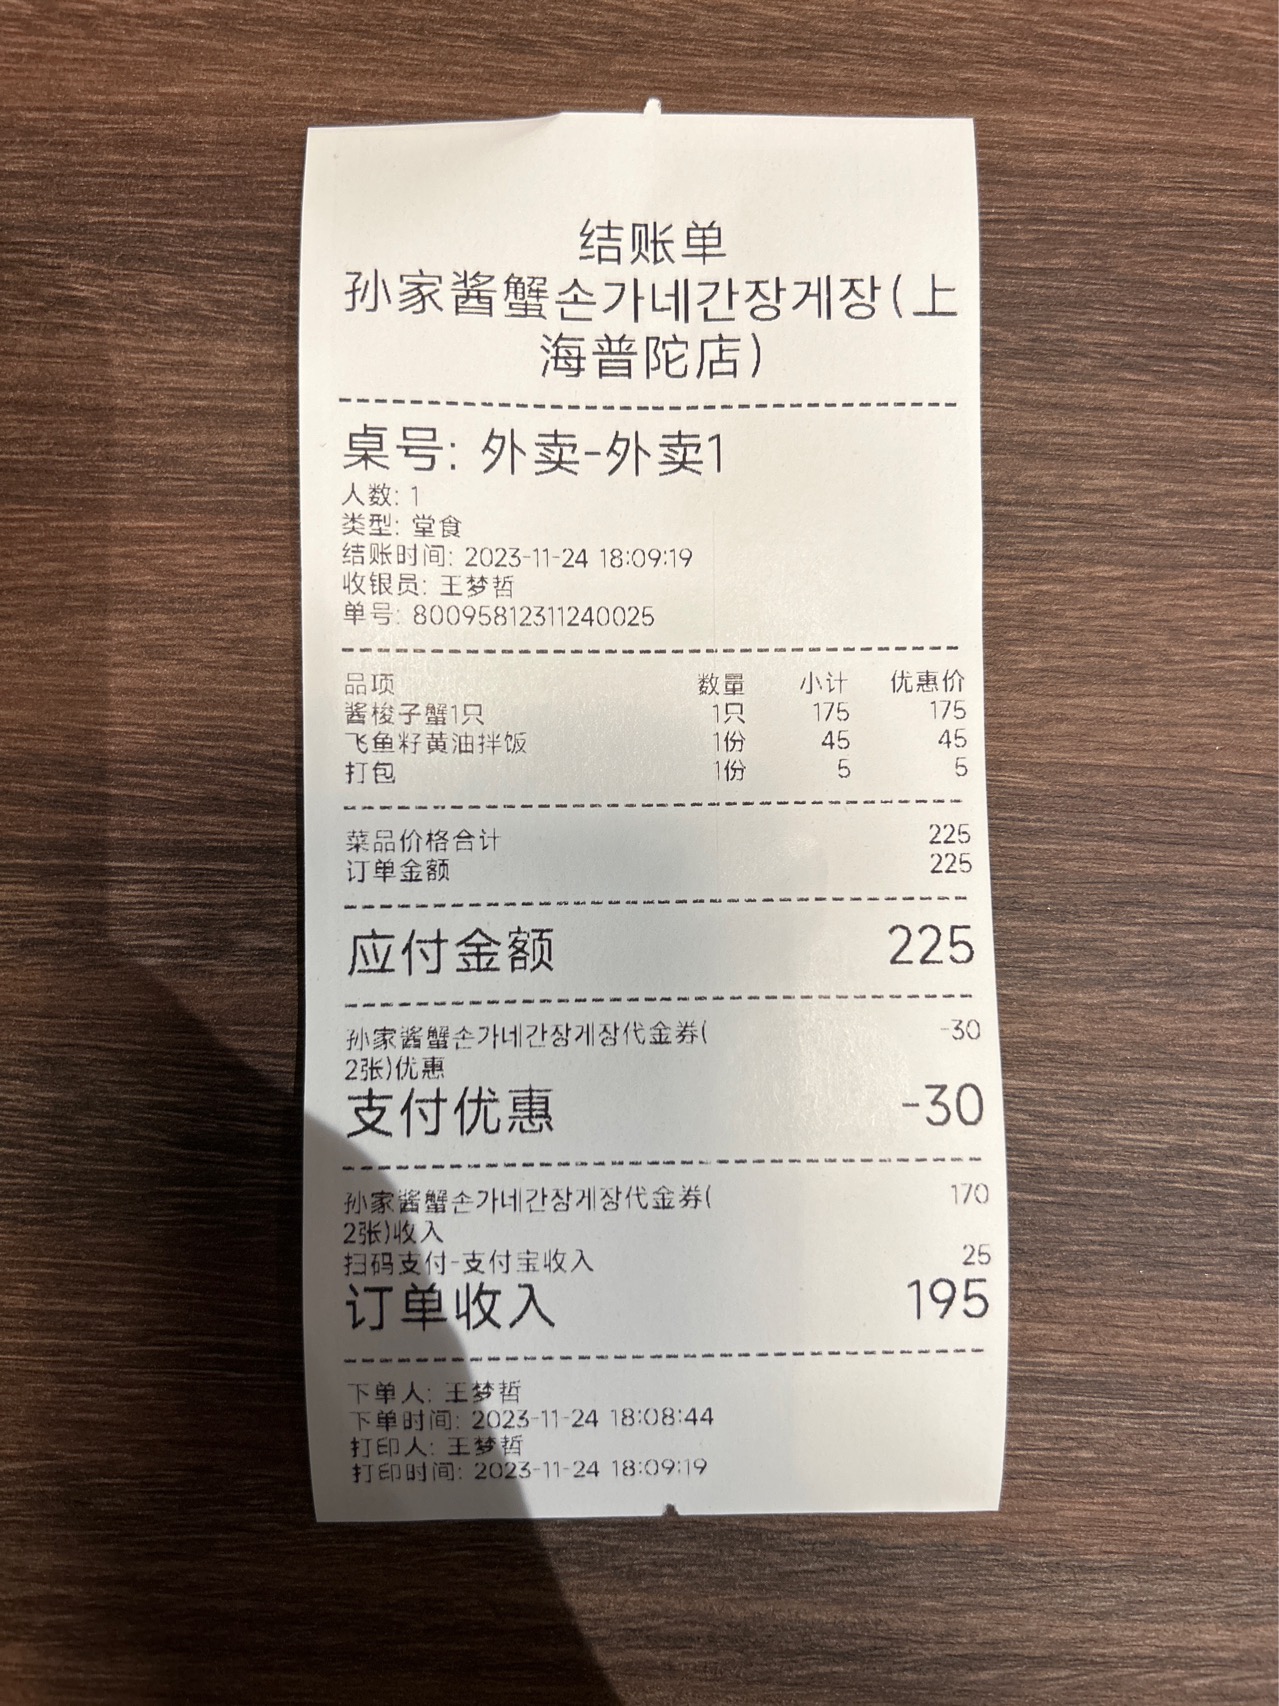 结账单
孙家酱蟹손가네간장게장(上
海普陀店)
桌号: 外卖-外卖1
人数: 1
类型: 堂食
结账时间: 2023-11-24 18:09:19
收银员: 王梦哲
单号: 80095812311240025
品项 数量 小计 优惠价
酱梭子蟹1只 1只 175 175
飞鱼籽黄油拌饭 1份 45 45
打包 1份 5 5
菜品价格合计 225
订单金额 225
应付金额 225
孙家酱蟹손가네간장게장代金券( -30
2张)优惠
支付优惠 -30
孙家酱蟹손가네간장게장代金券( 170
2张)收入
扫码支付-支付宝收入 25
订单收入 195
下单人: 王梦哲
下单时间: 2023-11-24 18:08:44
打印人: 王梦哲
打印时间: 2023-11-24 18:09:19